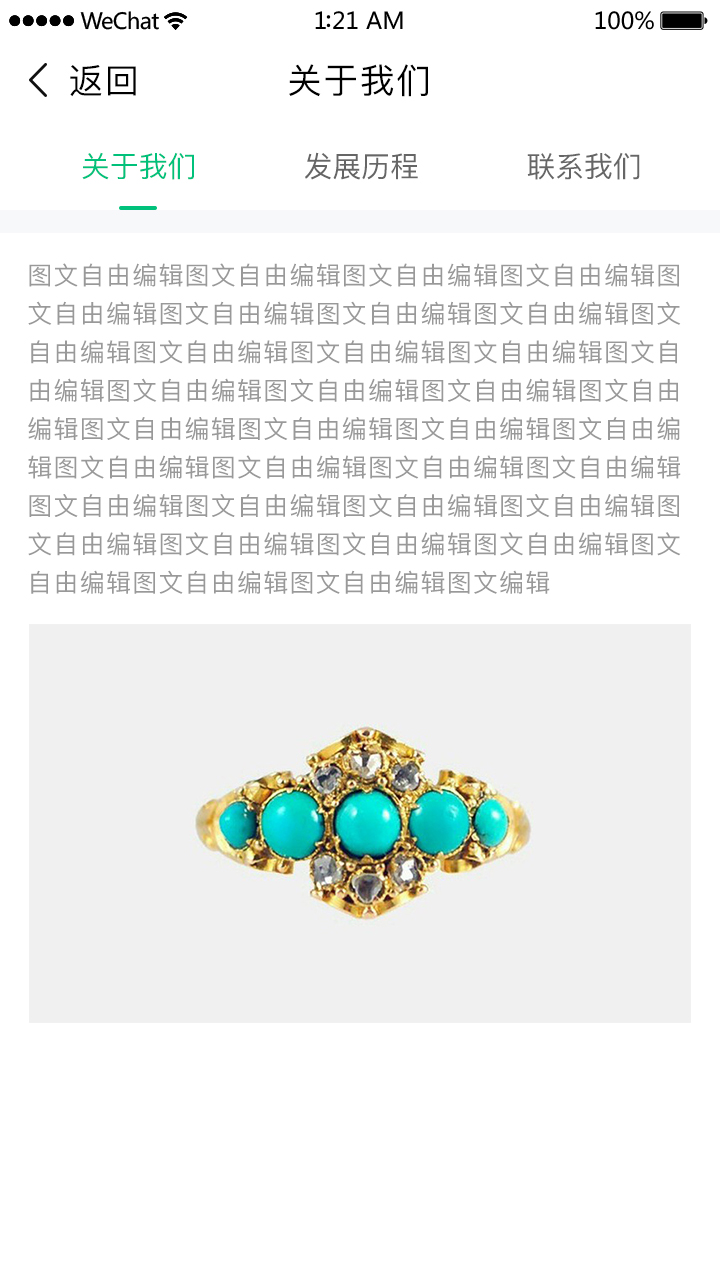 WeChat 1:21 AM 100%
返回 关于我们
关于我们 发展历程 联系我们
图文自由编辑图文自由编辑图文自由编辑图文自由编辑图
文自由编辑图文自由编辑图文自由编辑图文自由编辑图文
自由编辑图文自由编辑图文自由编辑图文自由编辑图文自
由编辑图文自由编辑图文自由编辑图文自由编辑图文自由
编辑图文自由编辑图文自由编辑图文自由编辑图文自由编
辑图文自由编辑图文自由编辑图文自由编辑图文自由编辑
图文自由编辑图文自由编辑图文自由编辑图文自由编辑图
文自由编辑图文自由编辑图文自由编辑图文自由编辑图文
自由编辑图文自由编辑图文自由编辑图文编辑